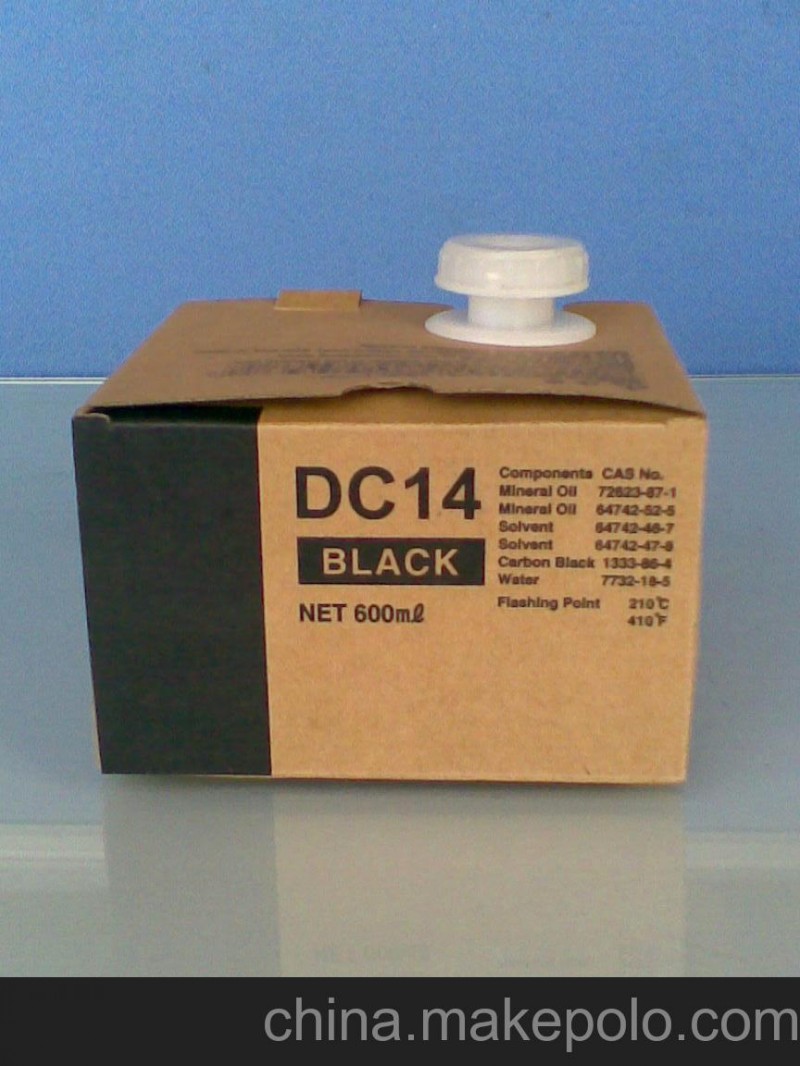 DC14
BLACK
NET 600mℓ
Components CAS No.
Mineral Oil 72623-87-1
Mineral Oil 64742-52-5
Solvent 64742-46-7
Solvent 64742-47-8
Carbon Black 1333-86-4
Water 7732-18-5
Flashing Point 210℃
410℉
china.makepolo.com